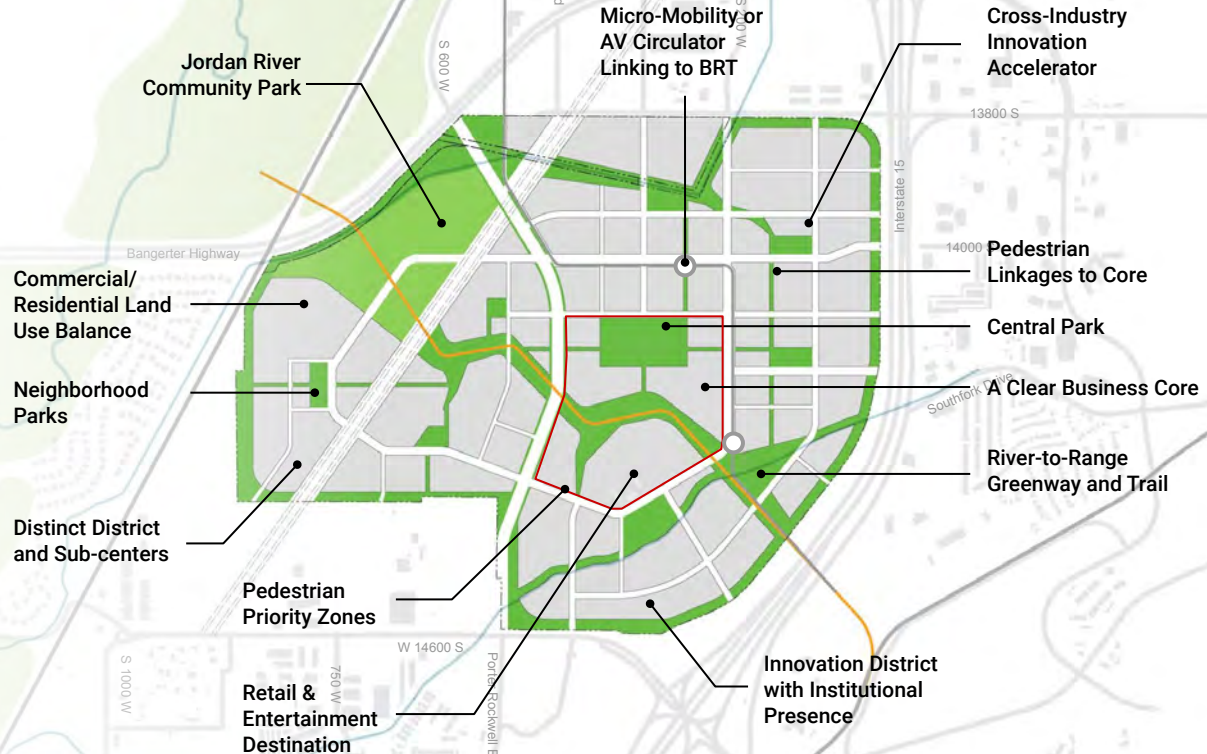 Micro-Mobility or
AV Circulator
Linking to BRT
Cross-Industry
Innovation
Accelerator
Jordan River
Community Park
S 600 W
13800 S
Interstate 15
Bangerter Highway
14000
Pedestrian
Linkages to Core
Commercial/
Residential Land
Use Balance
Central Park
Neighborhood
Parks
A Clear Business Core
Southfork Drive
River-to-Range
Greenway and Trail
Distinct District
and Sub-centers
Pedestrian
Priority Zones
W 14600 S
S 1000 W
750 W
Porter Rockwell B
Innovation District
with Institutional
Presence
Retail &
Entertainment
Destination